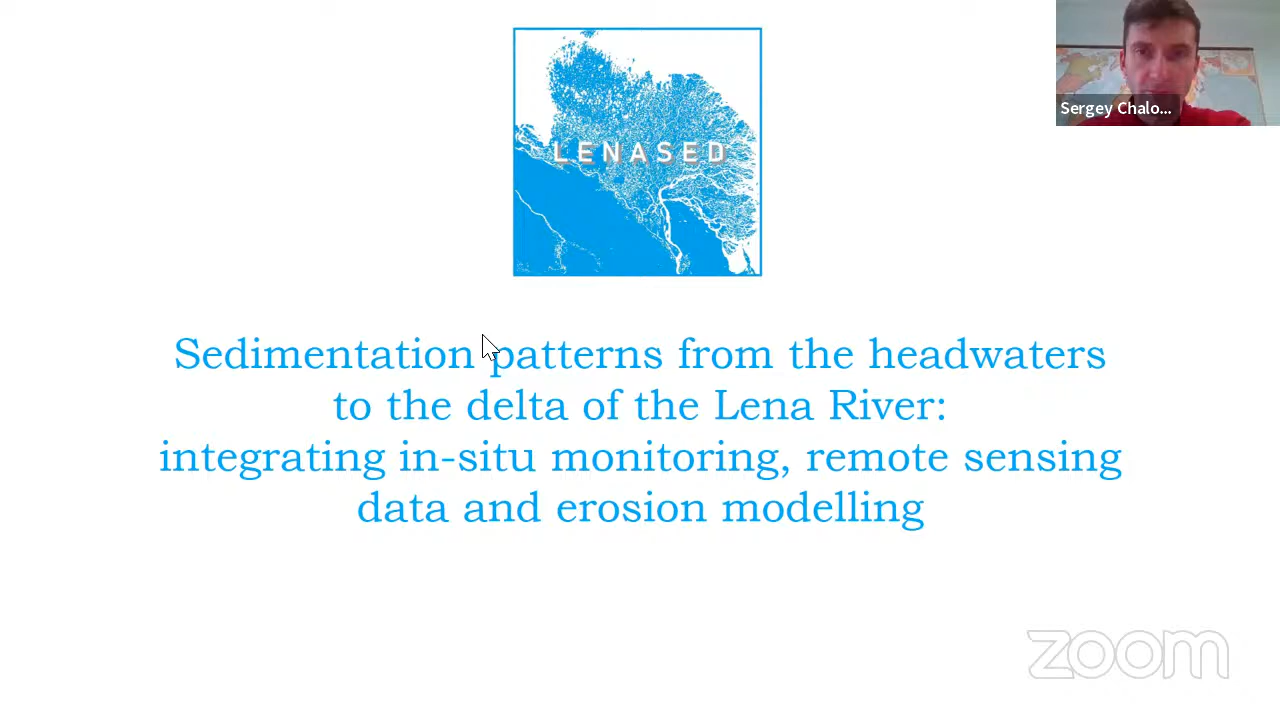 LENASED
Sergey Chalo...
Sedimentation patterns from the headwaters
to the delta of the Lena River:
integrating in-situ monitoring, remote sensing
data and erosion modelling
zoom